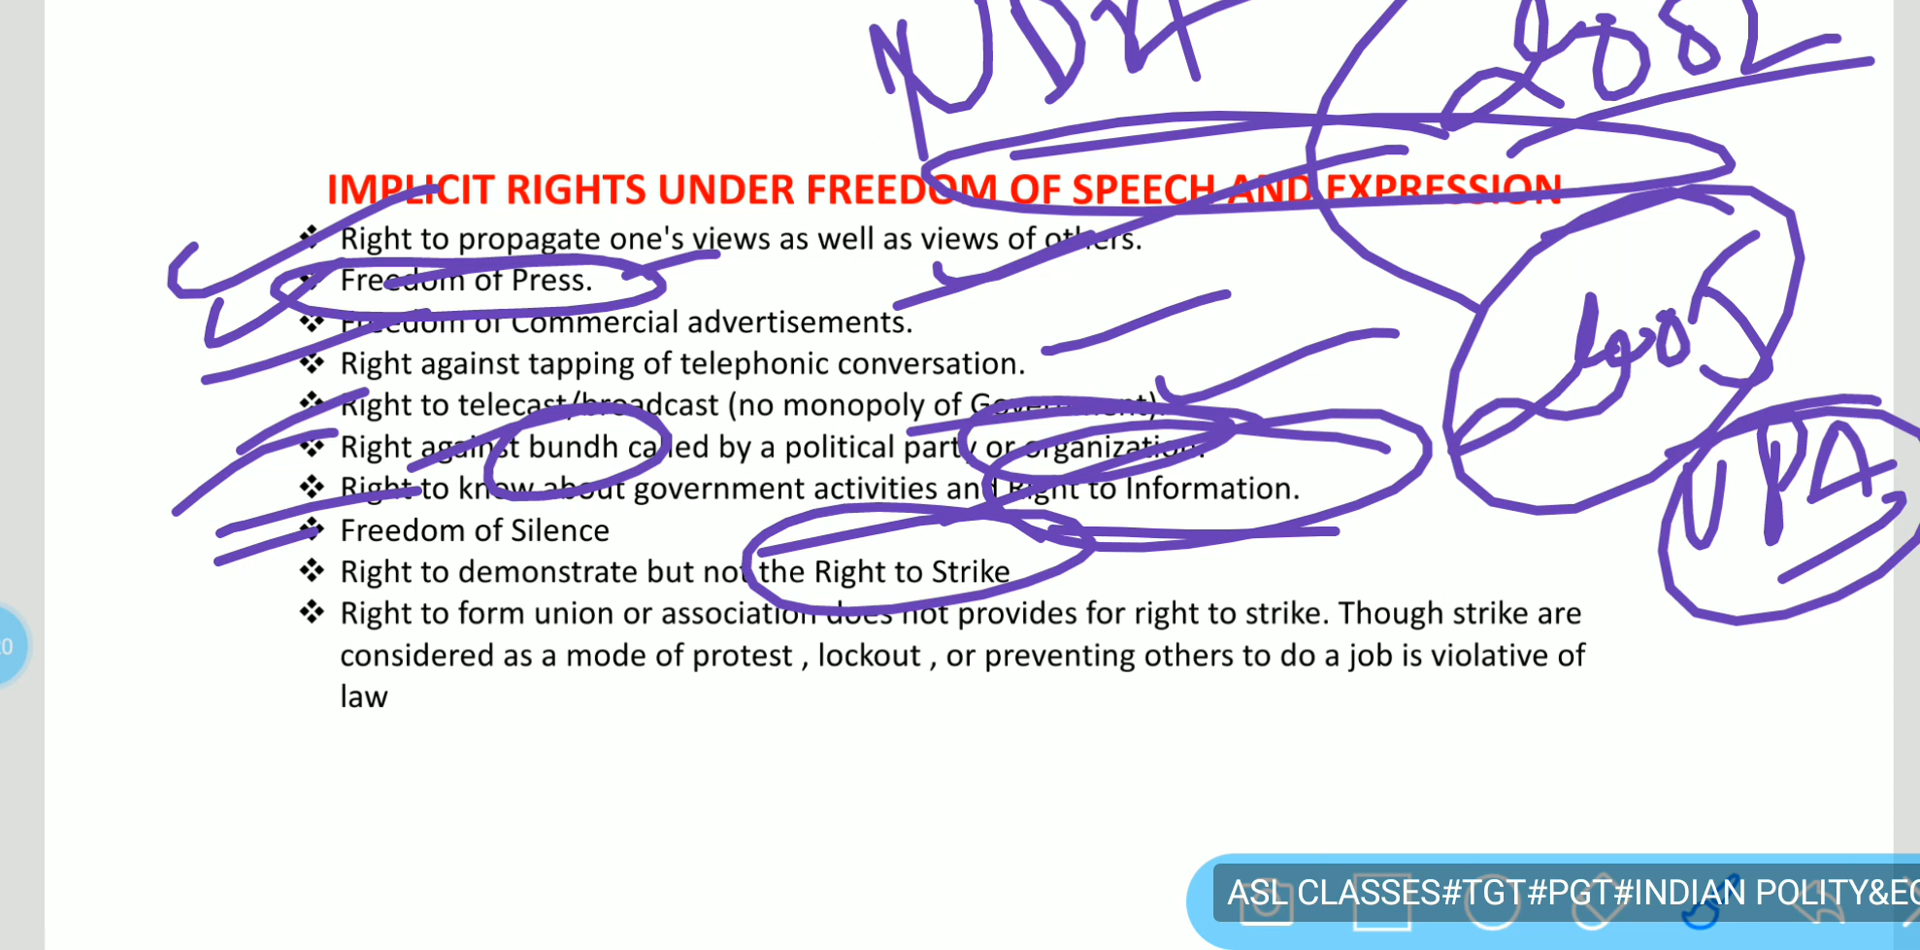 IMPLICIT RIGHTS UNDER FREEDOM OF SPEECH AND EXPRESSION
❖ Right to propagate one's views as well as views of others.
❖ Freedom of Press.
❖ Freedom of Commercial advertisements.
❖ Right against tapping of telephonic conversation.
❖ Right to telecast/broadcast (no monopoly of Government).
❖ Right against bundh called by a political party or organization.
❖ Right to know about government activities and Right to Information.
❖ Freedom of Silence
❖ Right to demonstrate but not the Right to Strike
❖ Right to form union or association does not provides for right to strike. Though strike are
considered as a mode of protest , lockout , or preventing others to do a job is violative of
law
2005
UPA
ASL CLASSES#TGT#PGT#INDIAN POLITY&EC